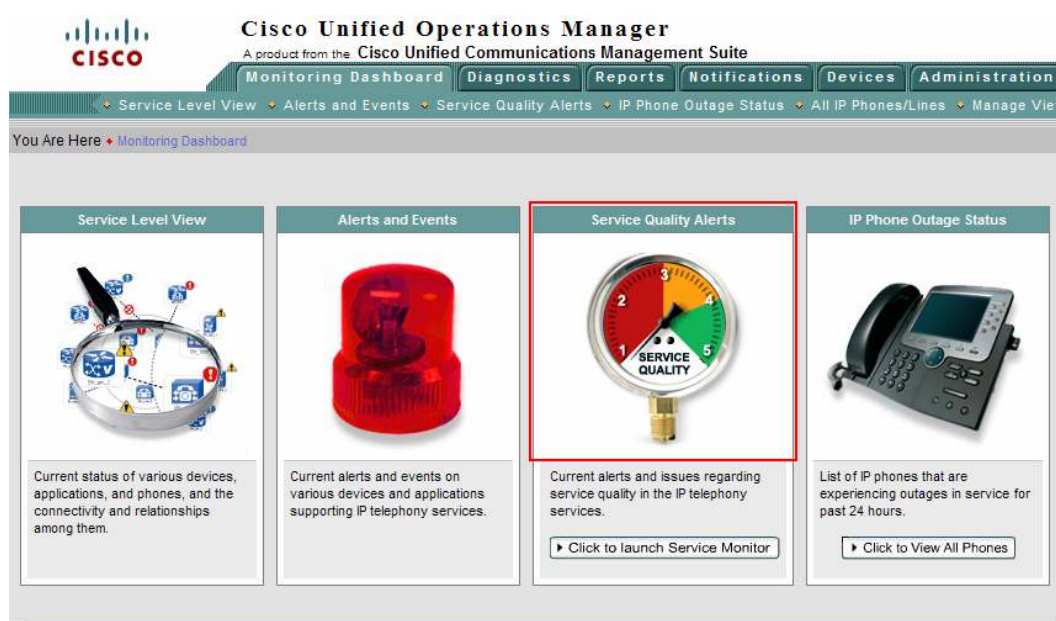 CISCO
Cisco Unified Operations Manager
A product from the Cisco Unified Communications Management Suite
Monitoring Dashboard Diagnostics Reports Notifications Devices Administration
Service Level View Alerts and Events Service Quality Alerts IP Phone Outage Status All IP Phones/Lines Manage Vie
You Are Here Monitoring Dashboard
Service Level View
Alerts and Events
Service Quality Alerts
IP Phone Outage Status
1
2
3
4
5
SERVICE
QUALITY
Current status of various devices,
applications, and phones, and the
connectivity and relationships
among them.
Current alerts and events on
various devices and applications
supporting IP telephony services.
Current alerts and issues regarding
service quality in the IP telephony
services.
Click to launch Service Monitor
List of IP phones that are
experiencing outages in service for
past 24 hours.
Click to View All Phones